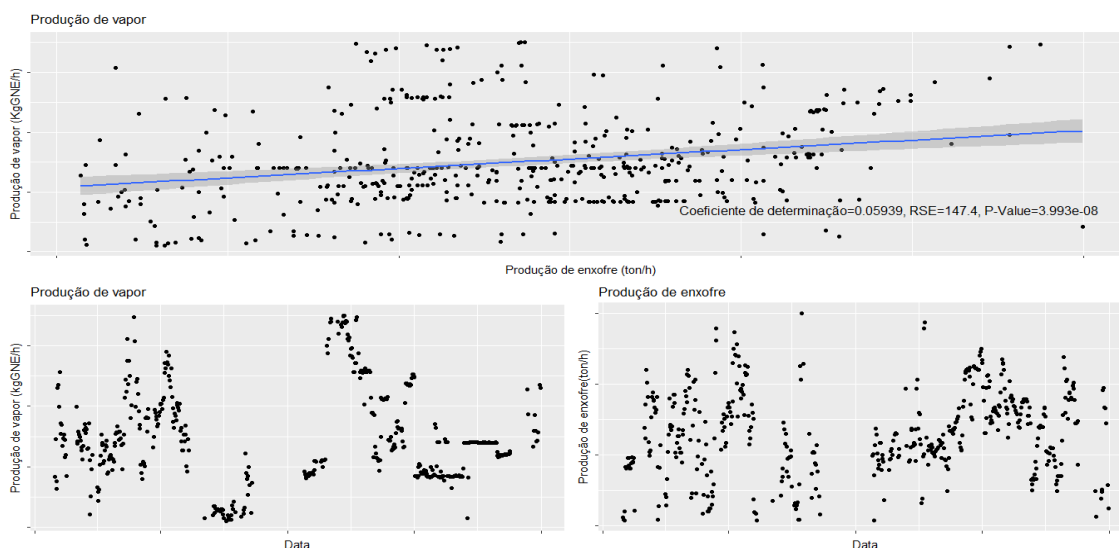 Produção de vapor
Produção de vapor (KgGNE/h)
Coeficiente de determinação=0.05939, RSE=147.4, P-Value=3.993e-08
Produção de enxofre (ton/h)
Produção de vapor
Produção de vapor (kgGNE/h)
Data
Produção de enxofre
Produção de enxofre(ton/h)
Data